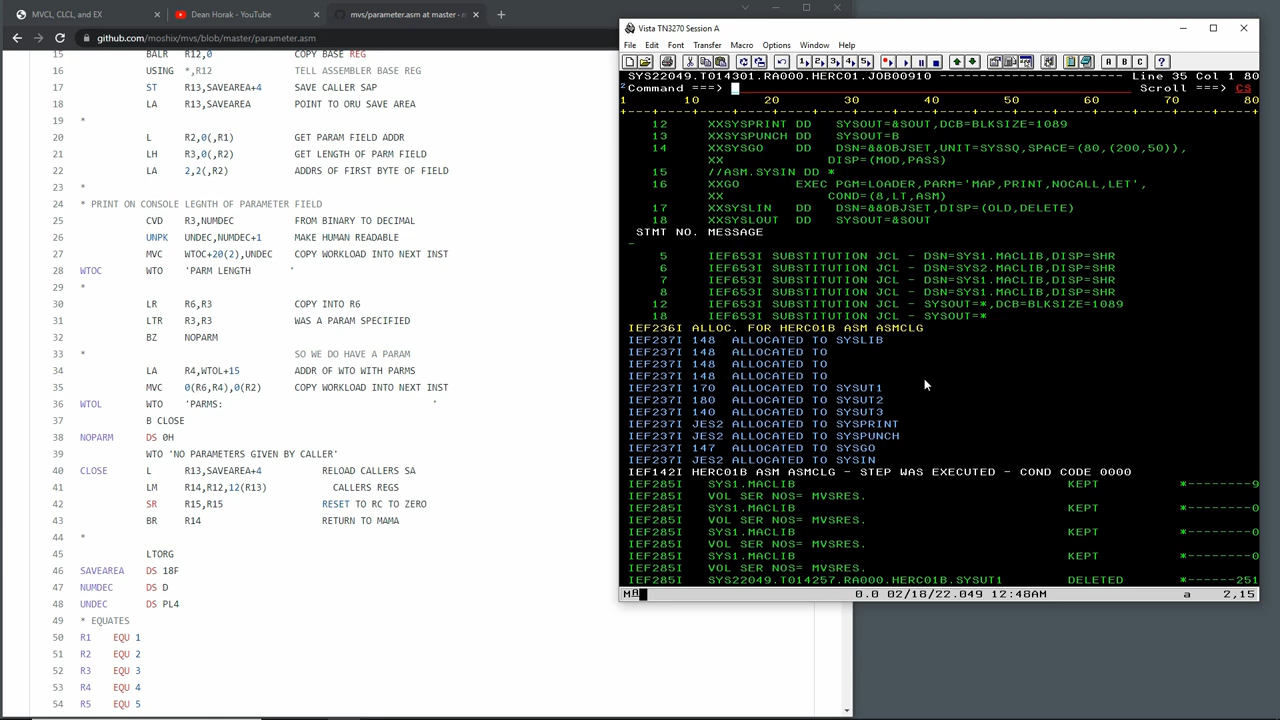 MVCL, CLCL, and EX
Dean Horak - YouTube
mvs/parameter.asm at master ·
github.com/moshix/mvs/blob/master/parameter.asm
15 BALR R12,0 COPY BASE REG
16 USING *,R12 TELL ASSEMBLER BASE REG
17 ST R13,SAVEAREA+4 SAVE CALLER SAP
18 LA R13,SAVEAREA POINT TO ORU SAVE AREA
19 *
20 L R2,0(,R1) GET PARAM FIELD ADDR
21 LH R3,0(,R2) GET LENGTH OF PARM FIELD
22 LA 2,2(,R2) ADDRS OF FIRST BYTE OF FIELD
23 *
24 * PRINT ON CONSOLE LEGNTH OF PARAMETER FIELD
25 CVD R3,NUMDEC FROM BINARY TO DECIMAL
26 UNPK UNDEC,NUMDEC+1 MAKE HUMAN READABLE
27 MVC WTOC+20(2),UNDEC COPY WORKLOAD INTO NEXT INST
28 WTOC WTO 'PARM LENGTH '
29 *
30 LR R6,R3 COPY INTO R6
31 LTR R3,R3 WAS A PARAM SPECIFIED
32 BZ NOPARM
33 * SO WE DO HAVE A PARAM
34 LA R4,WTOL+15 ADDR OF WTO WITH PARMS
35 MVC 0(R6,R4),0(R2) COPY WORKLOAD INTO NEXT INST
36 WTOL WTO 'PARMS: '
37 B CLOSE
38 NOPARM DS 0H
39 WTO 'NO PARAMETERS GIVEN BY CALLER'
40 CLOSE L R13,SAVEAREA+4 RELOAD CALLERS SA
41 LM R14,R12,12(R13) CALLERS REGS
42 SR R15,R15 RESET TO RC TO ZERO
43 BR R14 RETURN TO MAMA
44 *
45 LTORG
46 SAVEAREA DS 18F
47 NUMDEC DS D
48 UNDEC DS PL4
49 * EQUATES
50 R1 EQU 1
51 R2 EQU 2
52 R3 EQU 3
53 R4 EQU 4
54 R5 EQU 5
Vista TN3270 Session A
File Edit Font Transfer Macro Options Window Help
SYS22049.T014301.RA000.HERC01.JOB00910 -------------------- Line 35 Col 1 80
Command ===> Scroll ===> CS
1 10 20 30 40 50 60 70 80
12 XXSYSPRINT DD SYSOUT=&SOUT,DCB=BLKSIZE=1089
13 XXSYSPUNCH DD SYSOUT=B
14 XXSYSGO DD DSN=&&OBJSET,UNIT=SYSSQ,SPACE=(80,(200,50)),
XX DISP=(MOD,PASS)
15 //ASM.SYSIN DD *
16 XXGO EXEC PGM=LOADER,PARM='MAP,PRINT,NOCALL,LET',
XX COND=(8,LT,ASM)
17 XXSYSLIN DD DSN=&&OBJSET,DISP=(OLD,DELETE)
18 XXSYSLOUT DD SYSOUT=&SOUT
STMT NO. MESSAGE
-
5 IEF653I SUBSTITUTION JCL - DSN=SYS1.MACLIB,DISP=SHR
6 IEF653I SUBSTITUTION JCL - DSN=SYS2.MACLIB,DISP=SHR
7 IEF653I SUBSTITUTION JCL - DSN=SYS1.MACLIB,DISP=SHR
8 IEF653I SUBSTITUTION JCL - DSN=SYS1.MACLIB,DISP=SHR
12 IEF653I SUBSTITUTION JCL - SYSOUT=*,DCB=BLKSIZE=1089
18 IEF653I SUBSTITUTION JCL - SYSOUT=*
IEF236I ALLOC. FOR HERC01B ASM ASMCLG
IEF237I 148 ALLOCATED TO SYSLIB
IEF237I 148 ALLOCATED TO
IEF237I 148 ALLOCATED TO
IEF237I 148 ALLOCATED TO
IEF237I 170 ALLOCATED TO SYSUT1
IEF237I 180 ALLOCATED TO SYSUT2
IEF237I 140 ALLOCATED TO SYSUT3
IEF237I JES2 ALLOCATED TO SYSPRINT
IEF237I JES2 ALLOCATED TO SYSPUNCH
IEF237I 147 ALLOCATED TO SYSGO
IEF237I JES2 ALLOCATED TO SYSIN
IEF142I HERC01B ASM ASMCLG - STEP WAS EXECUTED - COND CODE 0000
IEF285I SYS1.MACLIB KEPT *--------9
IEF285I VOL SER NOS= MVSRES.
IEF285I SYS1.MACLIB KEPT *--------0
IEF285I VOL SER NOS= MVSRES.
IEF285I SYS1.MACLIB KEPT *--------0
IEF285I VOL SER NOS= MVSRES.
IEF285I SYS1.MACLIB KEPT *--------0
IEF285I VOL SER NOS= MVSRES.
IEF285I SYS22049.T014257.RA000.HERC01B.SYSUT1 DELETED *------251
0.0 02/18/22.049 12:48AM a 2,15